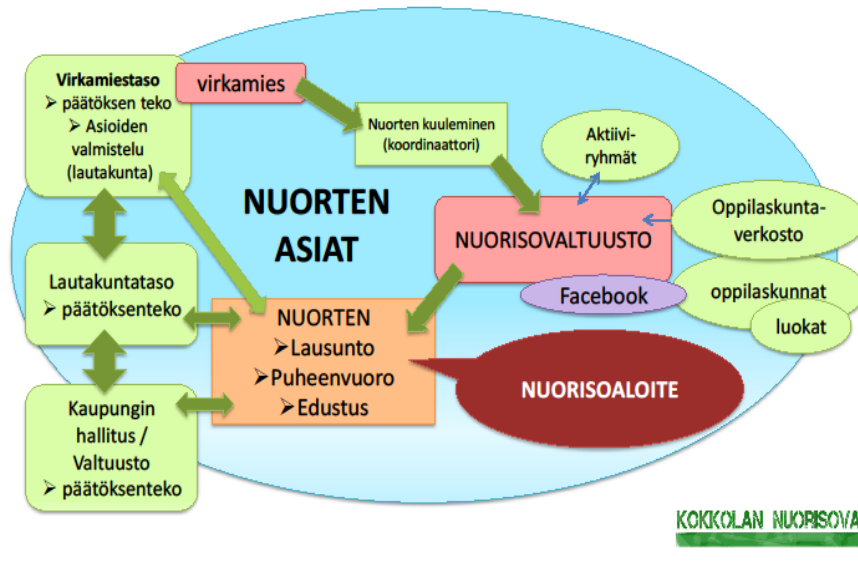 Virkamiestaso
➢ päätöksen teko
➢ Asioiden
valmistelu
(lautakunta)
virkamies
Nuorten kuuleminen
(koordinaattori)
Aktiivi-
ryhmät
NUORTEN
ASIAT
NUORISOVALTUUSTO
Oppilaskunta-
verkosto
Facebook
oppilaskunnat
luokat
Lautakuntataso
➢ päätöksenteko
NUORTEN
➢Lausunto
➢Puheenvuoro
➢Edustus
NUORISOALOITE
Kaupungin
hallitus /
Valtuusto
➢ päätöksenteko
KOKKOLAN NUORISOVA